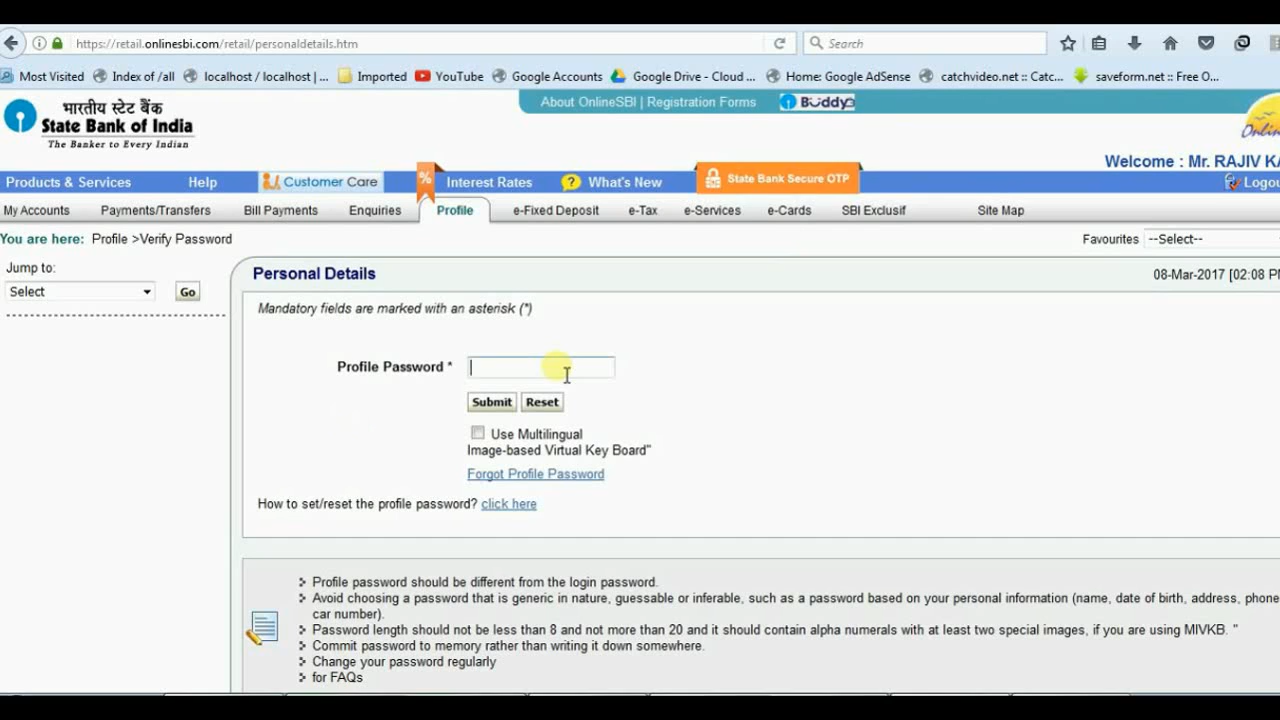 https://retail.onlinesbi.com/retail/personaldetails.htm
Search
Most Visited Index of /all localhost / localhost | ... Imported YouTube Google Accounts Google Drive - Cloud ... Home: Google AdSense catchvideo.net :: Catc... saveform.net :: Free O...
भारतीय स्टेट बैंक
State Bank of India
The Banker to Every Indian
About OnlineSBI | Registration Forms Buddy
Welcome : Mr. RAJIV KA
Products & Services Help Customer Care % Interest Rates ? What's New State Bank Secure OTP Logou
My Accounts Payments/Transfers Bill Payments Enquiries Profile e-Fixed Deposit e-Tax e-Services e-Cards SBI Exclusif Site Map
You are here: Profile >Verify Password Favourites --Select--
Jump to:
Select Go
Personal Details 08-Mar-2017 [02:08 PM
Mandatory fields are marked with an asterisk (*)
Profile Password *
Submit Reset
Use Multilingual
Image-based Virtual Key Board"
Forgot Profile Password
How to set/reset the profile password? click here
Profile password should be different from the login password.
Avoid choosing a password that is generic in nature, guessable or inferable, such as a password based on your personal information (name, date of birth, address, phone
car number).
Password length should not be less than 8 and not more than 20 and it should contain alpha numerals with at least two special images, if you are using MIVKB. "
Commit password to memory rather than writing it down somewhere.
Change your password regularly
for FAQs